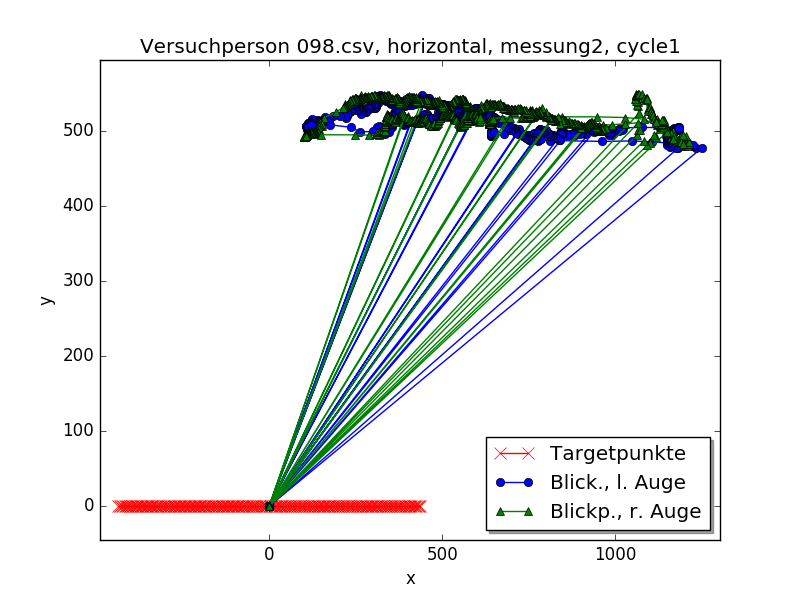 Versuchperson 098.csv, horizontal, messung2, cycle1
y
500
400
300
200
100
0
0 500 1000
x
Targetpunkte
Blick., l. Auge
Blickp., r. Auge